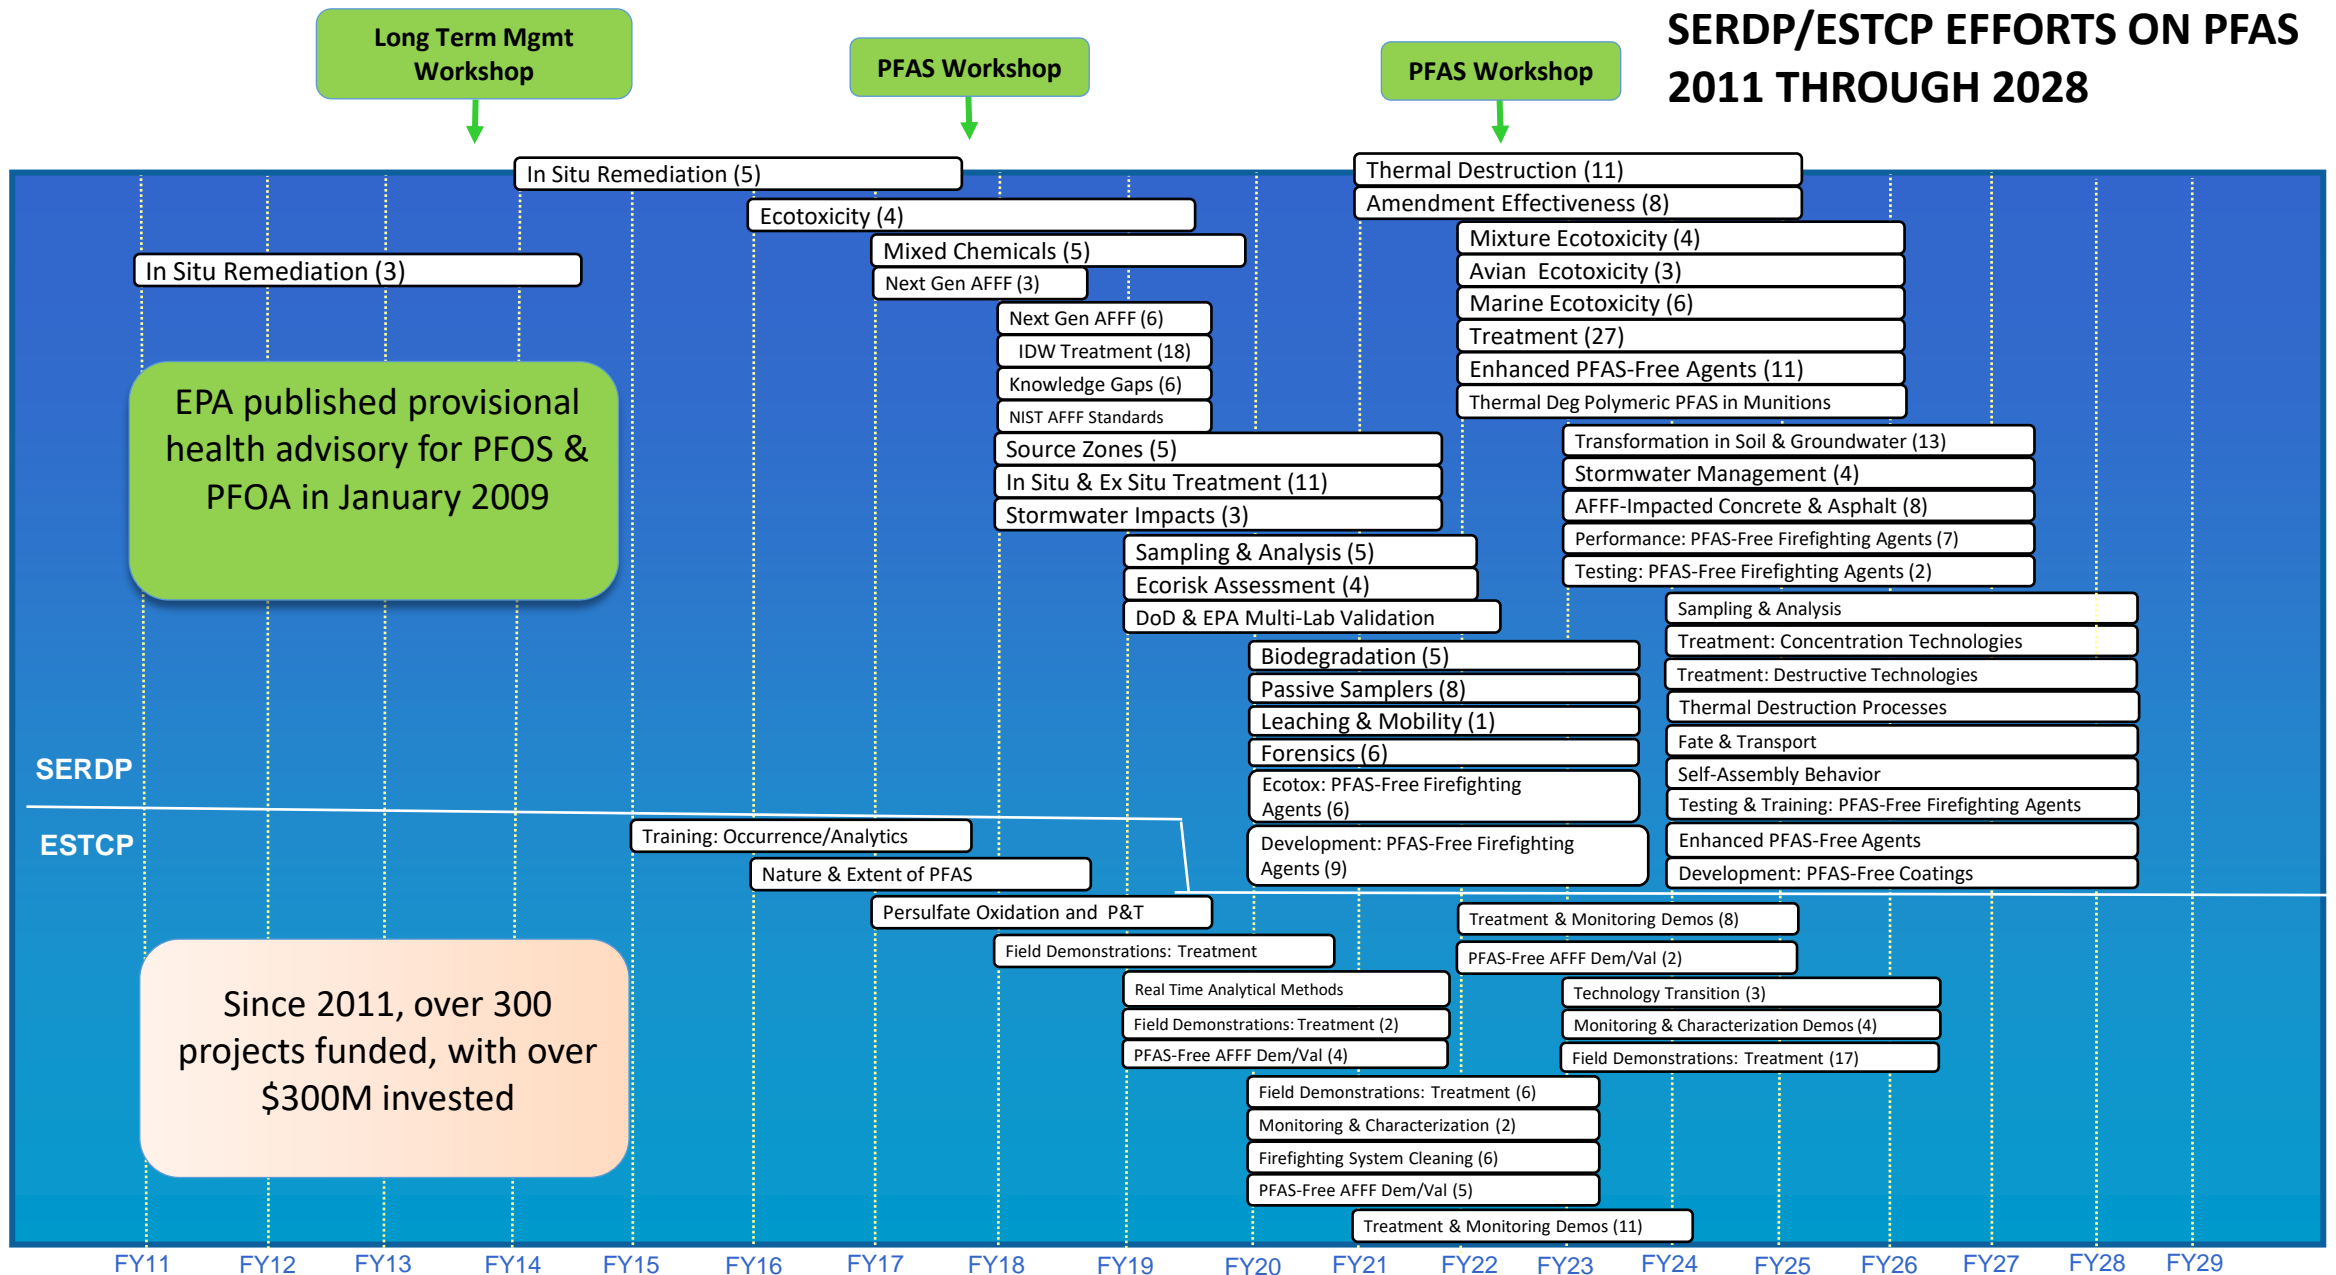 SERDP/ESTCP EFFORTS ON PFAS
2011 THROUGH 2028
Long Term Mgmt
Workshop
PFAS Workshop
PFAS Workshop
In Situ Remediation (5)
Ecotoxicity (4)
Mixed Chemicals (5)
In Situ Remediation (3)
Next Gen AFFF (3)
Next Gen AFFF (6)
IDW Treatment (18)
Knowledge Gaps (6)
NIST AFFF Standards
Source Zones (5)
In Situ & Ex Situ Treatment (11)
Stormwater Impacts (3)
Sampling & Analysis (5)
Ecorisk Assessment (4)
DoD & EPA Multi-Lab Validation
Biodegradation (5)
Passive Samplers (8)
Leaching & Mobility (1)
Forensics (6)
Ecotox: PFAS-Free Firefighting
Agents (6)
Development: PFAS-Free Firefighting
Agents (9)
Thermal Destruction (11)
Amendment Effectiveness (8)
Mixture Ecotoxicity (4)
Avian Ecotoxicity (3)
Marine Ecotoxicity (6)
Treatment (27)
Enhanced PFAS-Free Agents (11)
Thermal Deg Polymeric PFAS in Munitions
Transformation in Soil & Groundwater (13)
Stormwater Management (4)
AFFF-Impacted Concrete & Asphalt (8)
Performance: PFAS-Free Firefighting Agents (7)
Testing: PFAS-Free Firefighting Agents (2)
Sampling & Analysis
Treatment: Concentration Technologies
Treatment: Destructive Technologies
Thermal Destruction Processes
Fate & Transport
Self-Assembly Behavior
Testing & Training: PFAS-Free Firefighting Agents
Enhanced PFAS-Free Agents
Development: PFAS-Free Coatings
EPA published provisional
health advisory for PFOS &
PFOA in January 2009
SERDP
ESTCP
Training: Occurrence/Analytics
Nature & Extent of PFAS
Persulfate Oxidation and P&T
Field Demonstrations: Treatment
Real Time Analytical Methods
Field Demonstrations: Treatment (2)
PFAS-Free AFFF Dem/Val (4)
Field Demonstrations: Treatment (6)
Monitoring & Characterization (2)
Firefighting System Cleaning (6)
PFAS-Free AFFF Dem/Val (5)
Treatment & Monitoring Demos (11)
Treatment & Monitoring Demos (8)
PFAS-Free AFFF Dem/Val (2)
Technology Transition (3)
Monitoring & Characterization Demos (4)
Field Demonstrations: Treatment (17)
Since 2011, over 300
projects funded, with over
$300M invested
FY11 FY12 FY13 FY14 FY15 FY16 FY17 FY18 FY19 FY20 FY21 FY22 FY23 FY24 FY25 FY26 FY27 FY28 FY29